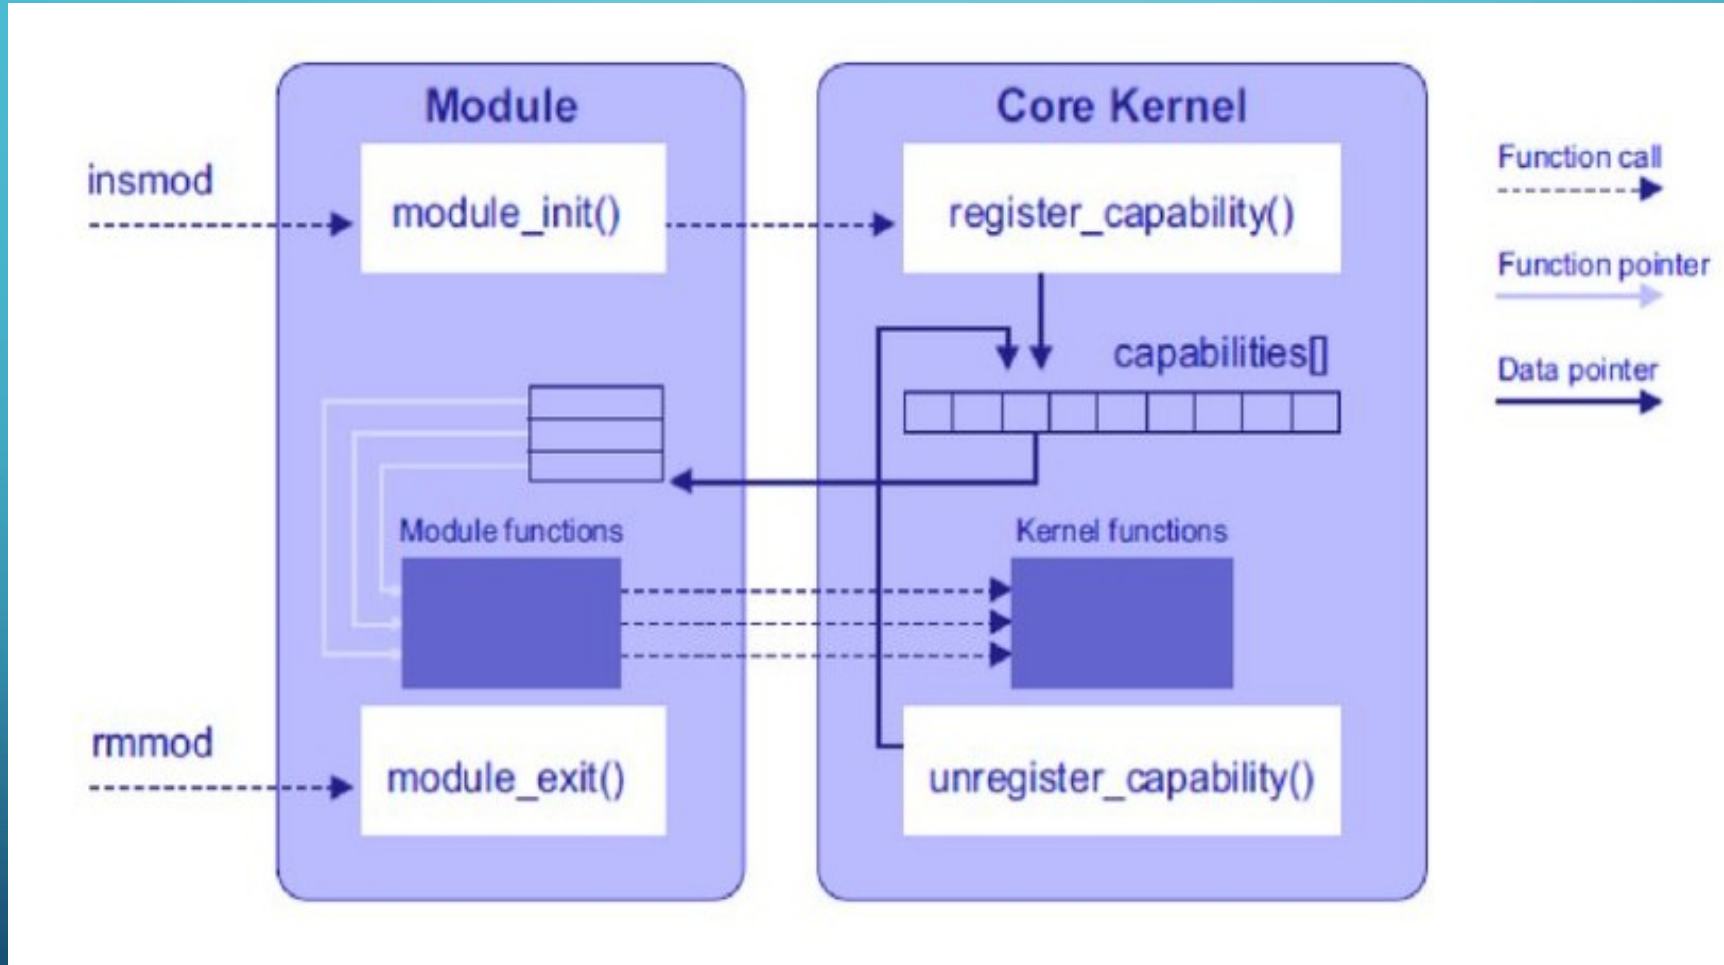 Module
Core Kernel
insmod
module_init()
register_capability()
Function call
Function pointer
capabilities[]
Data pointer
Module functions
Kernel functions
rmmod
module_exit()
unregister_capability()